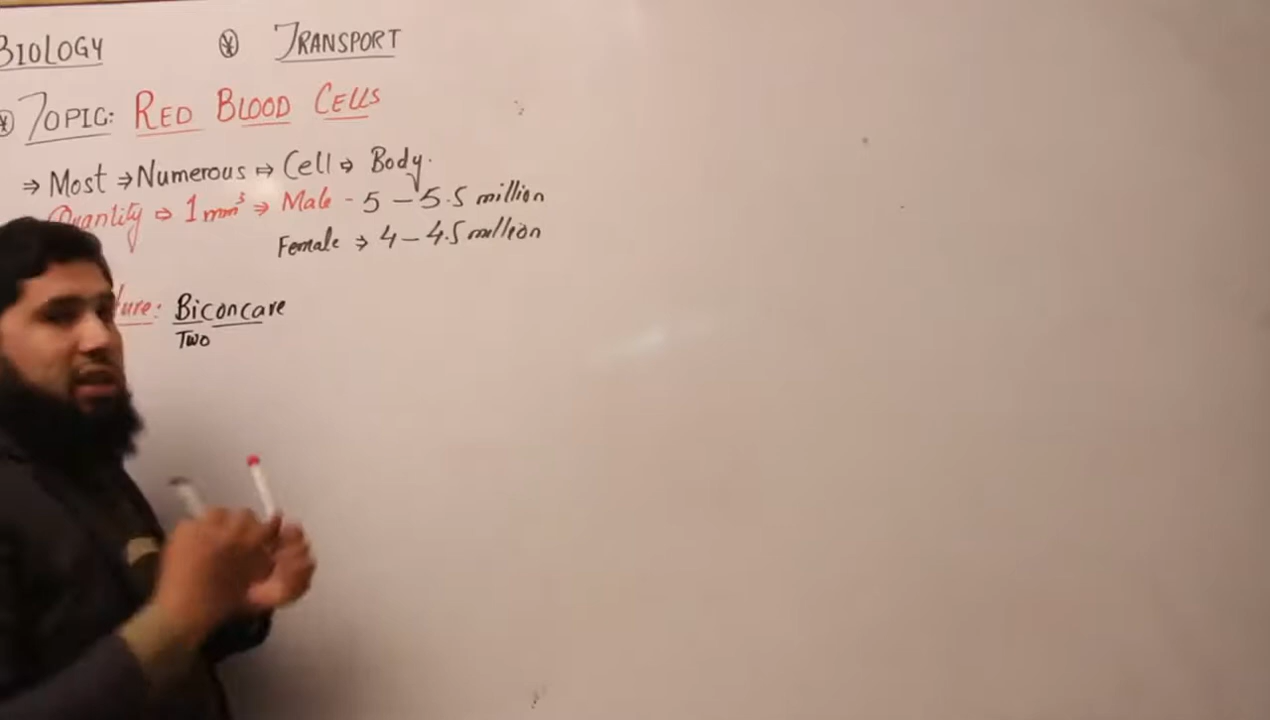 BIOLOGY ⊛ TRANSPORT
TOPIC: RED BLOOD CELLS
⇒ Most → Numerous ⇒ Cell → Body.
Quantity ⇒ 1 mm³ ⇒ Male - 5 – 5.5 million
Female → 4 – 4.5 million
ture: Biconcave
Two